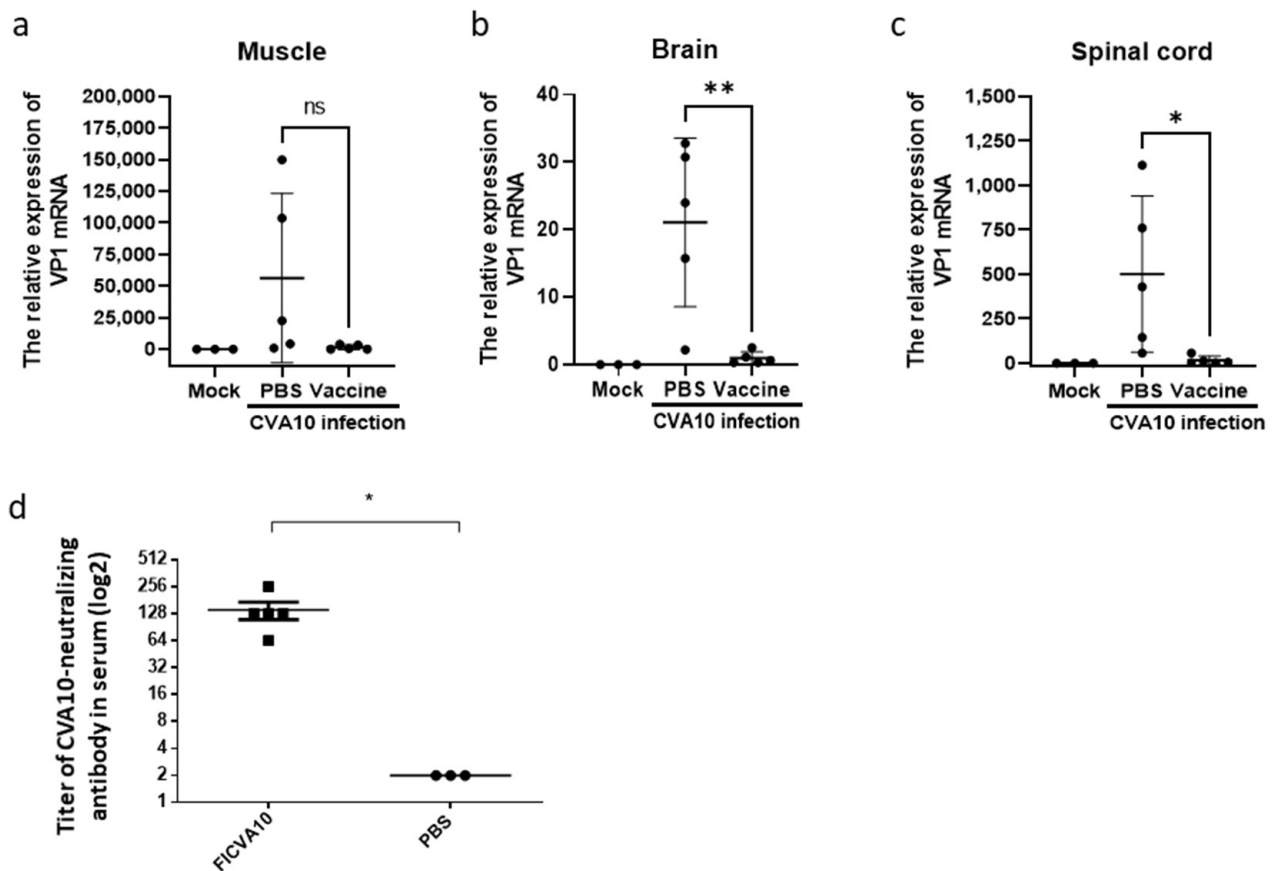 a
Muscle
The relative expression of
VP1 mRNA
200,000
175,000
150,000
125,000
100,000
75,000
50,000
25,000
0
ns
Mock PBS Vaccine
CVA10 infection
b
Brain
The relative expression of
VP1 mRNA
40
30
20
10
0
**
Mock PBS Vaccine
CVA10 infection
c
Spinal cord
The relative expression of
VP1 mRNA
1,500
1,250
1,000
750
500
250
0
*
Mock PBS Vaccine
CVA10 infection
d
Titer of CVA10-neutralizing
antibody in serum (log2)
512
256
128
64
32
16
8
4
2
1
*
FICVA10
PBS